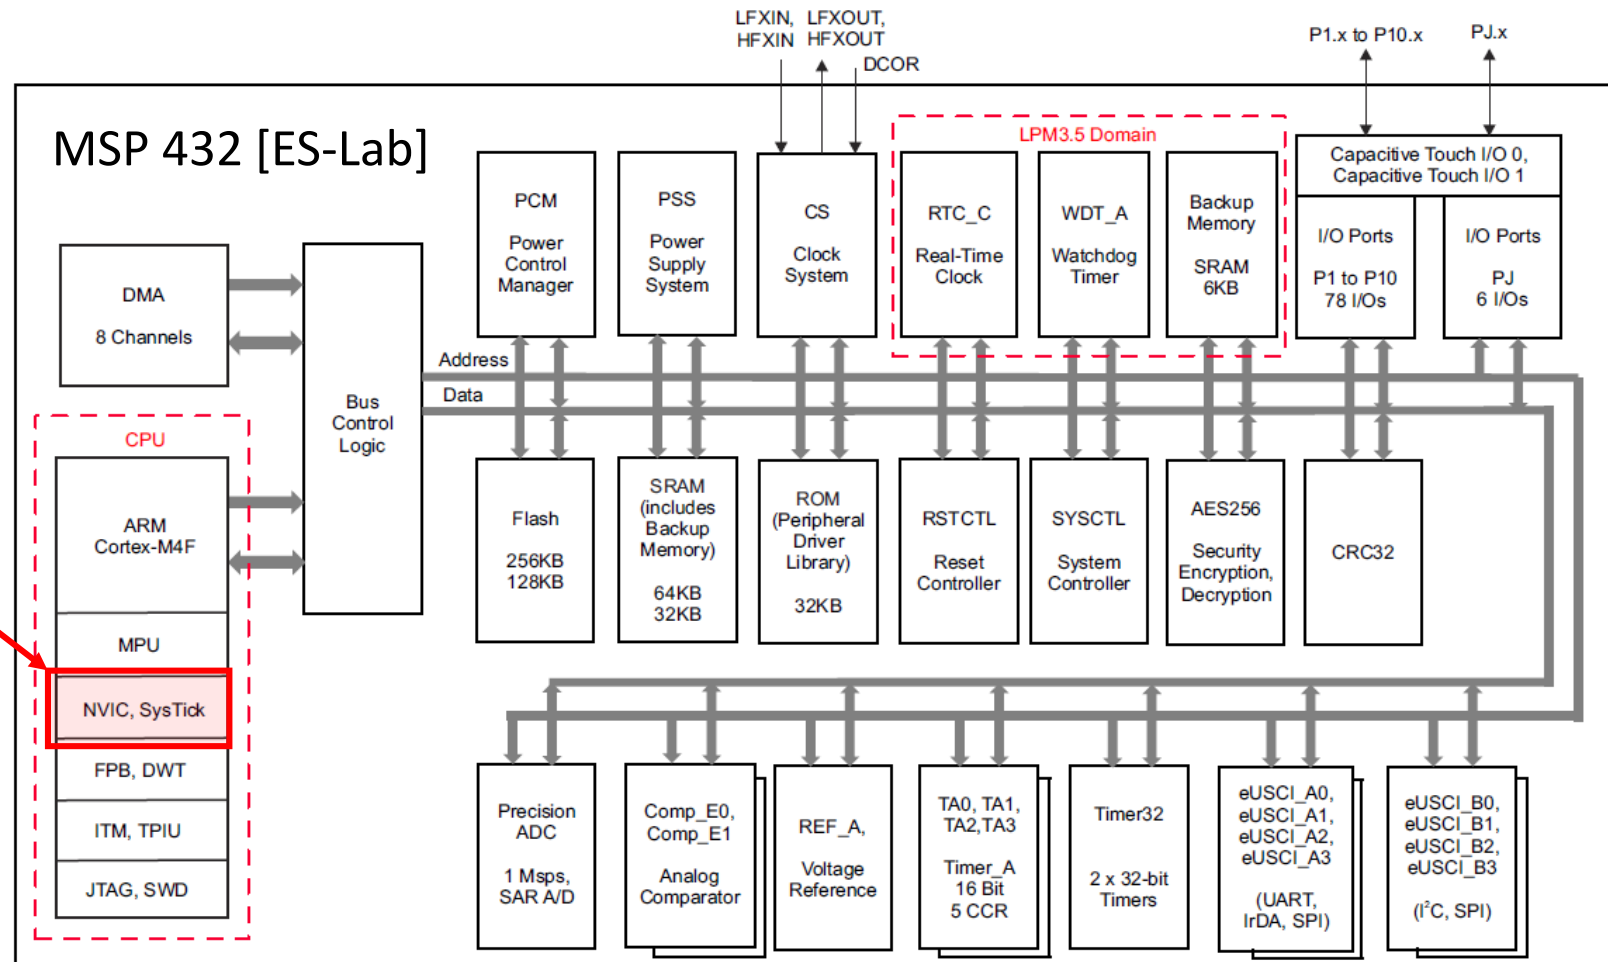 LFXIN, LFXOUT,
HFXIN HFXOUT
DCOR
P1.x to P10.x
PJ.x
MSP 432 [ES-Lab]
LPM3.5 Domain
PCM
Power
Control
Manager
PSS
Power
Supply
System
CS
Clock
System
RTC_C
Real-Time
Clock
WDT_A
Watchdog
Timer
Backup
Memory
SRAM
6KB
Capacitive Touch I/O 0,
Capacitive Touch I/O 1
I/O Ports
P1 to P10
78 I/Os
I/O Ports
PJ
6 I/Os
DMA
8 Channels
Bus
Control
Logic
Address
Data
CPU
ARM
Cortex-M4F
MPU
NVIC, SysTick
FPB, DWT
ITM, TPIU
JTAG, SWD
Flash
256KB
128KB
SRAM
(includes
Backup
Memory)
64KB
32KB
ROM
(Peripheral
Driver
Library)
32KB
RSTCTL
Reset
Controller
SYSCTL
System
Controller
AES256
Security
Encryption,
Decryption
CRC32
Precision
ADC
1 Msps,
SAR A/D
Comp_E0,
Comp_E1
Analog
Comparator
REF_A,
Voltage
Reference
TA0, TA1,
TA2,TA3
Timer_A
16 Bit
5 CCR
Timer32
2 x 32-bit
Timers
eUSCI_A0,
eUSCI_A1,
eUSCI_A2,
eUSCI_A3
(UART,
IrDA, SPI)
eUSCI_B0,
eUSCI_B1,
eUSCI_B2,
eUSCI_B3
(I²C, SPI)